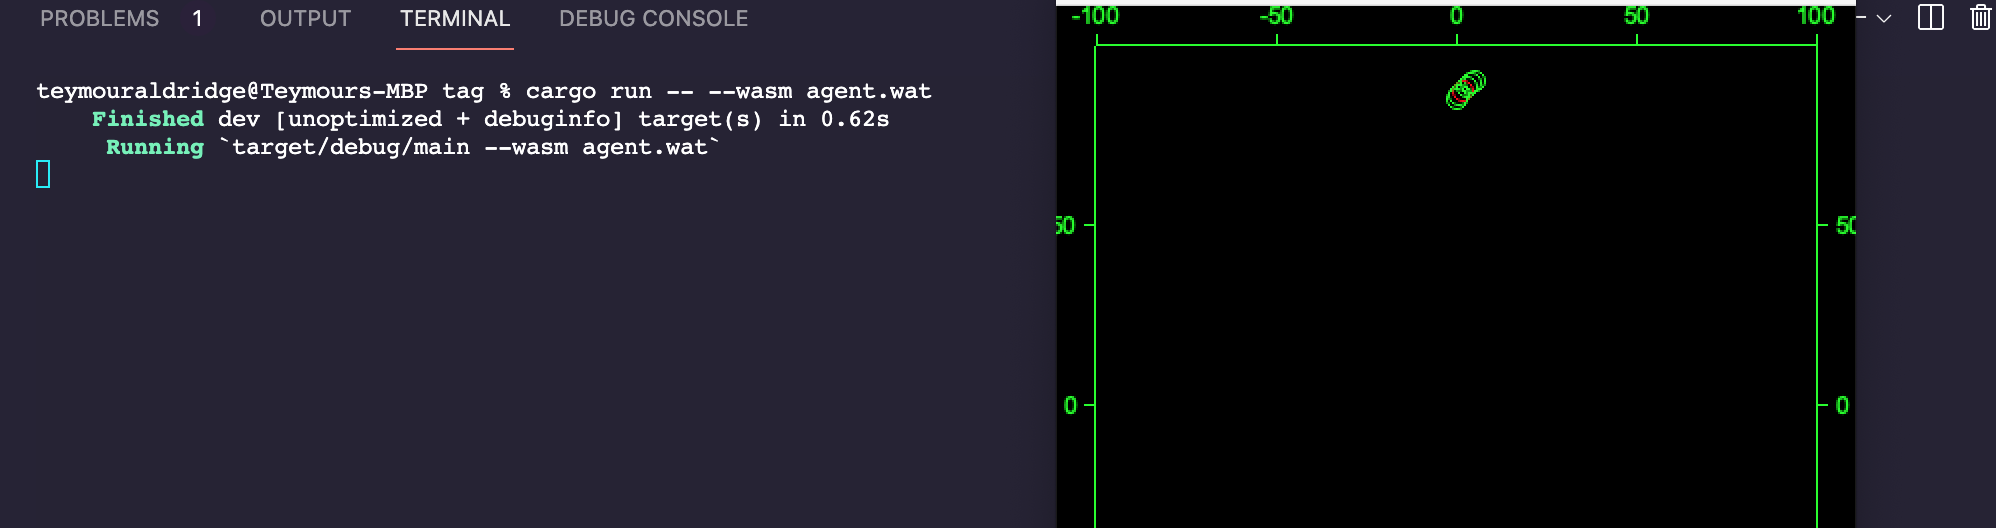 PROBLEMS 1 OUTPUT TERMINAL DEBUG CONSOLE
teymouraldridge@Teymours-MBP tag % cargo run -- --wasm agent.wat
Finished dev [unoptimized + debuginfo] target(s) in 0.62s
Running `target/debug/main --wasm agent.wat`
-100 -50 0 50 100
50 50
0 0